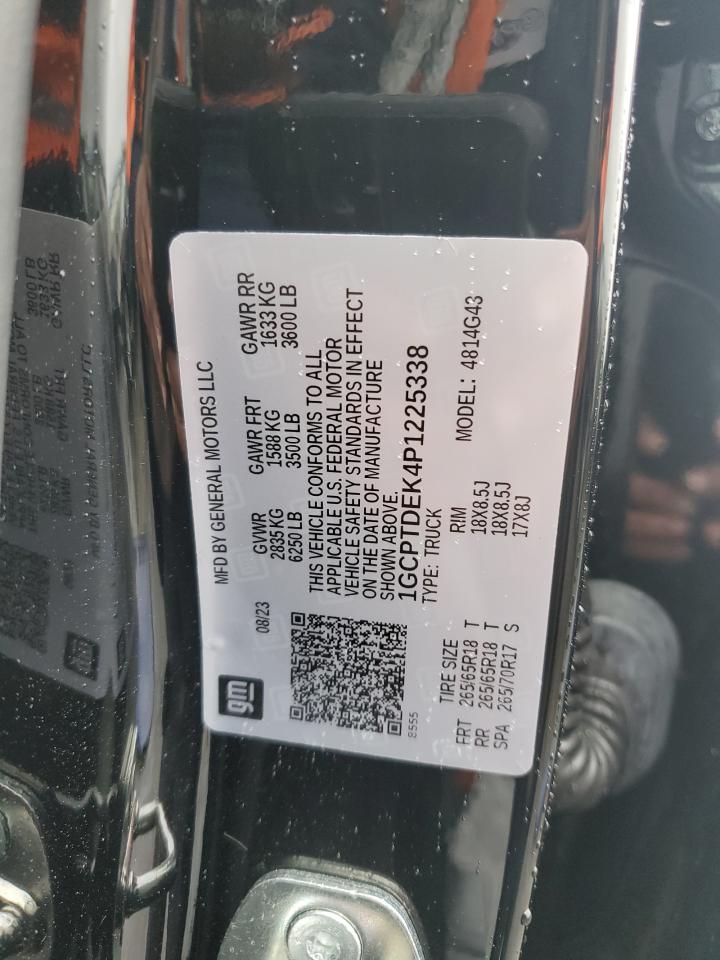 gm
MFD BY GENERAL MOTORS LLC
08/23
GVWR GAWR FRT GAWR RR
2835 KG 1588 KG 1633 KG
6250 LB 3500 LB 3600 LB
THIS VEHICLE CONFORMS TO ALL
APPLICABLE U.S. FEDERAL MOTOR
VEHICLE SAFETY STANDARDS IN EFFECT
ON THE DATE OF MANUFACTURE
SHOWN ABOVE.
1GCPTDEK4P1225338
TYPE: TRUCK
8555
MODEL: 4814G43
TIRE SIZE RIM
FRT 265/65R18 T 18X8.5J
RR 265/65R18 T 18X8.5J
SPA 265/70R17 S 17X8J